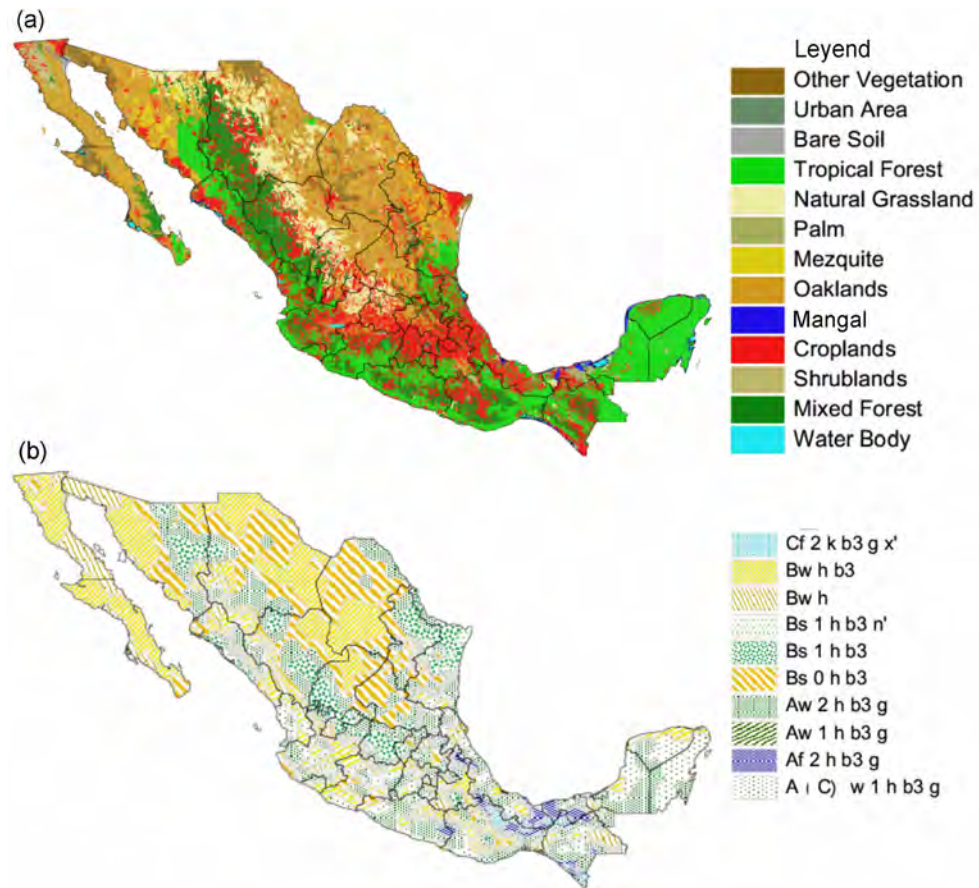 (a)
Leyend
Other Vegetation
Urban Area
Bare Soil
Tropical Forest
Natural Grassland
Palm
Mezquite
Oaklands
Mangal
Croplands
Shrublands
Mixed Forest
Water Body
(b)
Cf 2 k b3 g x'
Bw h b3
Bw h
Bs 1 h b3 n'
Bs 1 h b3
Bs 0 h b3
Aw 2 h b3 g
Aw 1 h b3 g
Af 2 h b3 g
A ( C) w 1 h b3 g